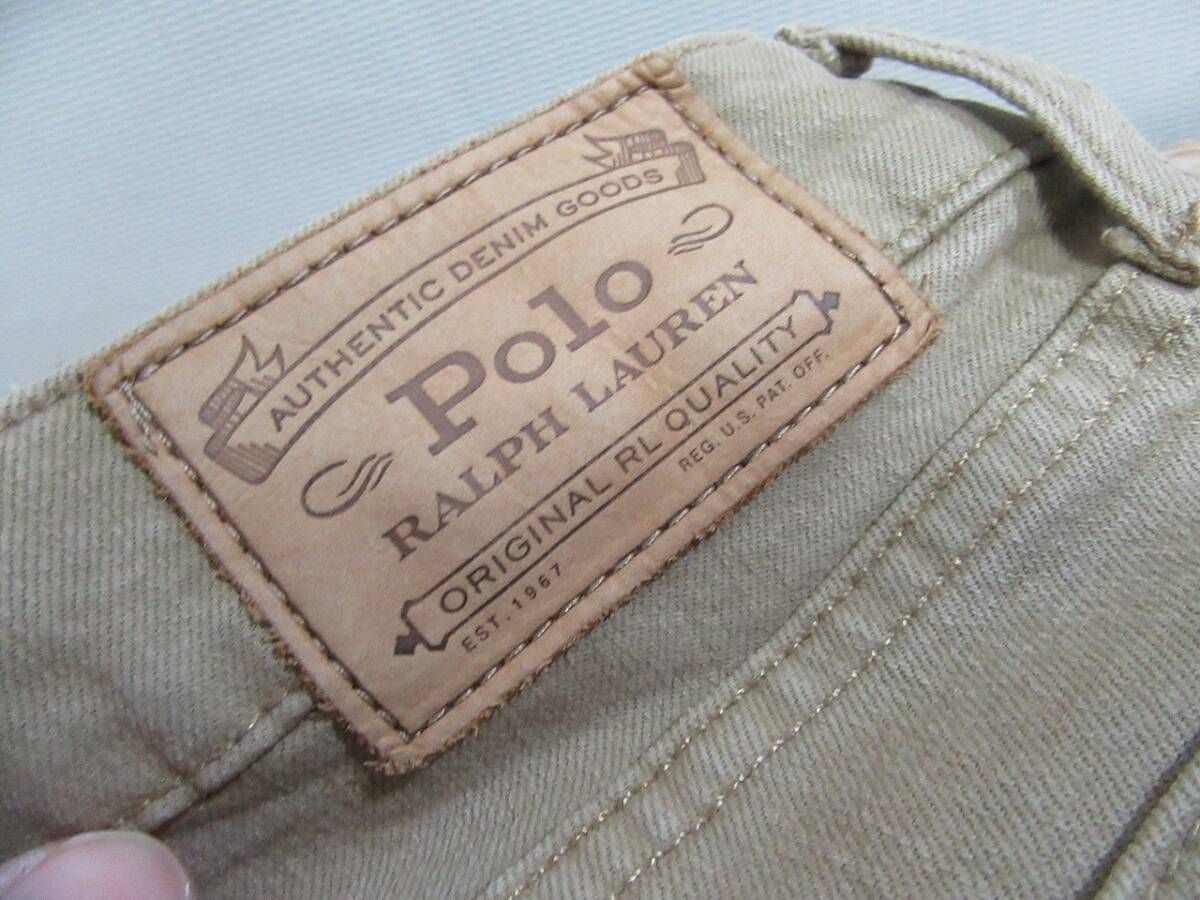 AUTHENTIC DENIM GOODS
Polo
RALPH LAUREN
ORIGINAL RL QUALITY
EST. 1967 REG. U.S. PAT. OFF.